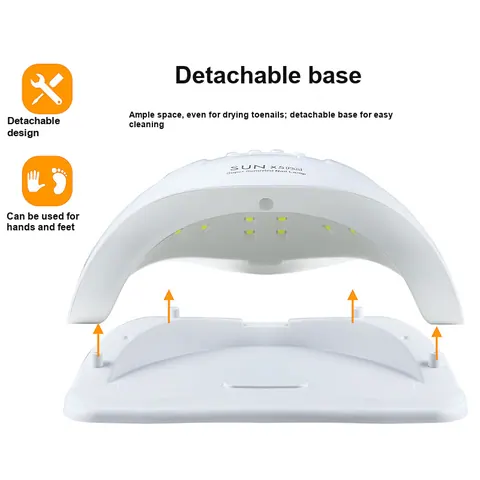 Detachable base
Ample space, even for drying toenails; detachable base for easy
cleaning
Detachable
design
Can be used for
hands and feet
SUN